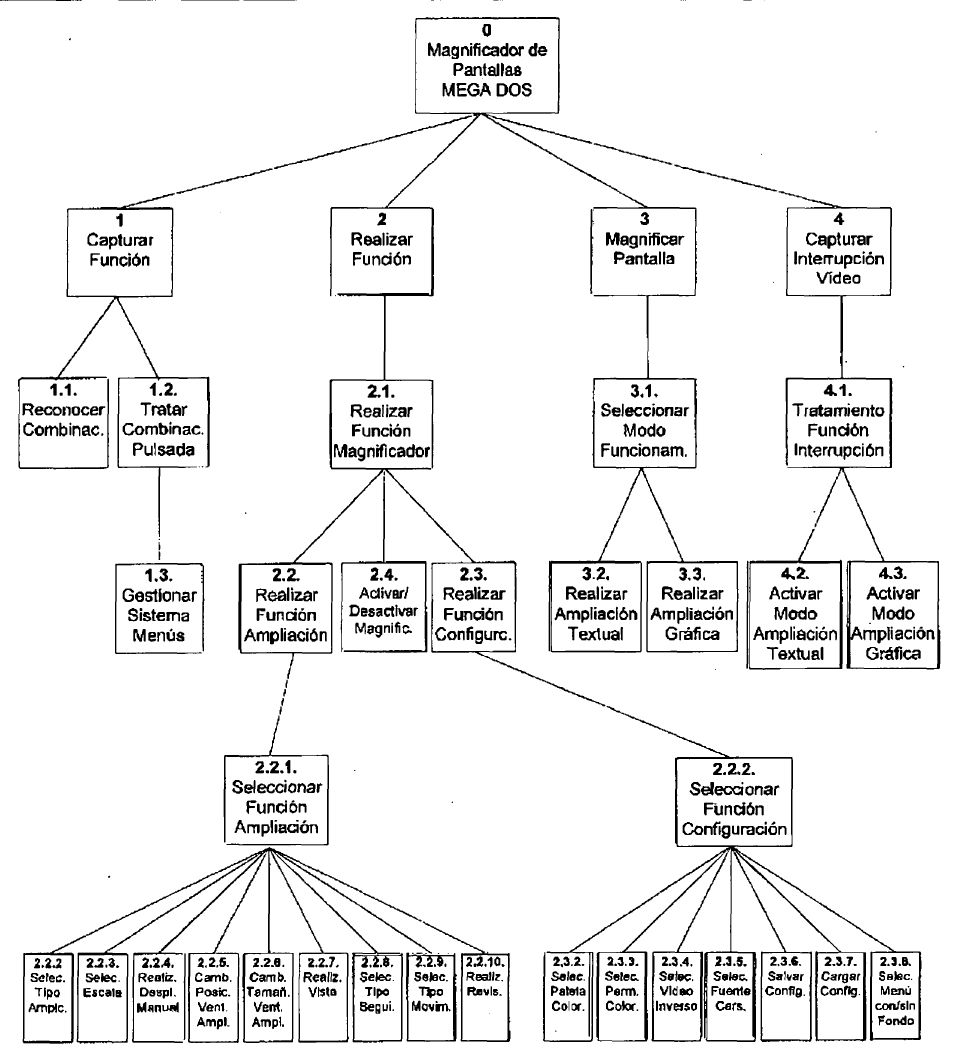 0
Magnificador de
Pantallas
MEGA DOS
1
Capturar
Función
2
Realizar
Función
3
Magnificar
Pantalla
4
Capturar
Interrupción
Vídeo
1.1.
Reconocer
Combinac.
1.2.
Tratar
Combinac.
Pulsada
2.1.
Realizar
Función
Magnificador
3.1.
Seleccionar
Modo
Funcionam.
4.1.
Tratamiento
Función
Interrupción
1.3.
Gestionar
Sistema
Menús
2.2.
Realizar
Función
Ampliación
2.4.
Activar/
Desactivar
Magnific.
2.3.
Realizar
Función
Configurc.
3.2.
Realizar
Ampliación
Textual
3.3.
Realizar
Ampliación
Gráfica
4.2.
Activar
Modo
Ampliación
Textual
4.3.
Activar
Modo
Ampliación
Gráfica
2.2.1.
Seleccionar
Función
Ampliación
2.2.2.
Seleccionar
Función
Configuración
2.2.2
Selec.
Tipo
Ampic.
2.2.3.
Selec.
Escala
2.2.4.
Realiz.
Despl.
Manual
2.2.5.
Camb.
Posic.
Vent.
Ampl.
2.2.6.
Camb.
Tamañ.
Vent.
Ampl.
2.2.7.
Realiz.
Vista
2.2.8.
Selec.
Tipo
Segui.
2.2.9.
Selec.
Tipo
Movim.
2.2.10.
Realiz.
Revis.
2.3.2.
Selec.
Paleta
Color.
2.3.3.
Selec.
Perm.
Color.
2.3.4.
Selec.
Vídeo
Inverso
2.3.5.
Selec.
Fuente
Cars.
2.3.6.
Salvar
Config.
2.3.7.
Cargar
Config.
2.3.8.
Selec.
Menú
con/sin
Fondo